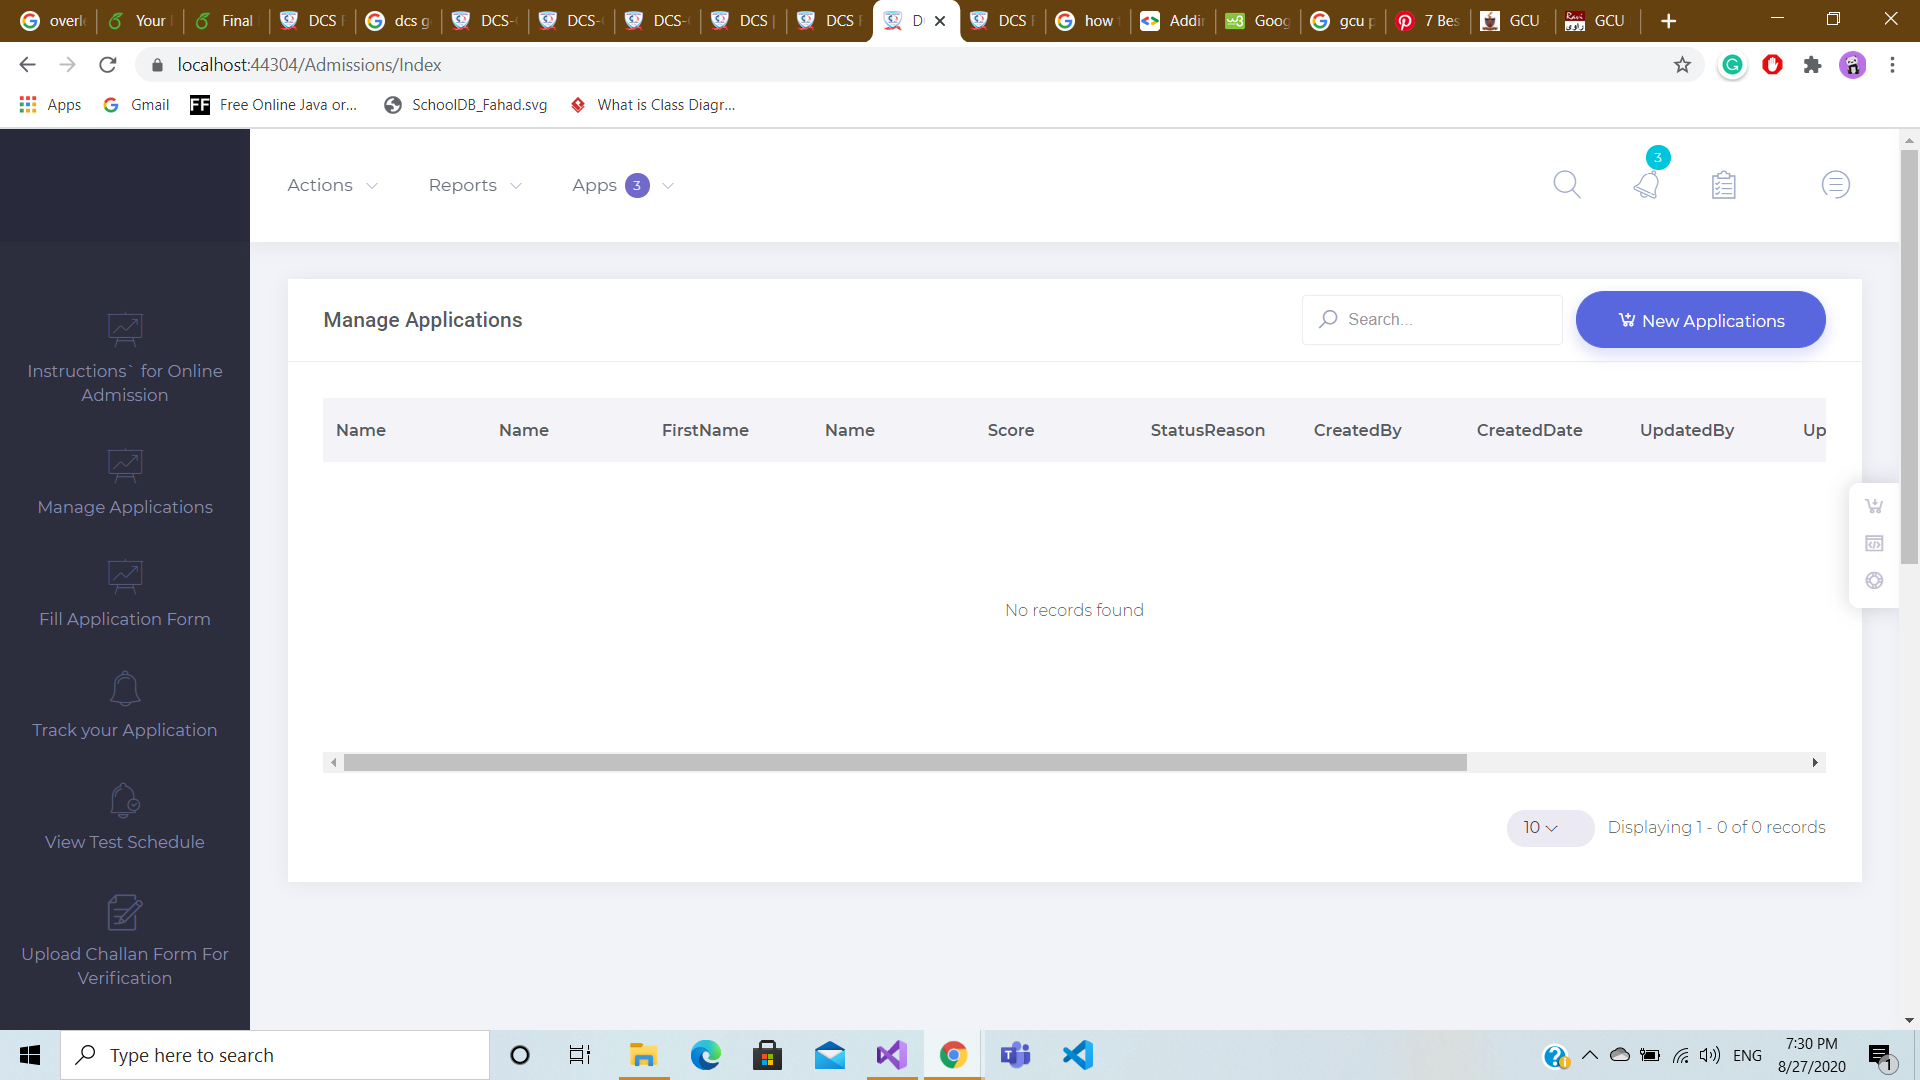 overl
Your
Final
DCS F
dcs g
DCS-
DCS-
DCS-
DCS
DCS F
D
DCS F
how
Addin
Goog
gcu p
7 Bes
GCU
GCU
localhost:44304/Admissions/Index
Apps
Gmail
Free Online Java or...
SchoolDB_Fahad.svg
What is Class Diagr...
Actions
Reports
Apps 3
3
Instructions` for Online
Admission
Manage Applications
Fill Application Form
Track your Application
View Test Schedule
Upload Challan Form For
Verification
Manage Applications
Search...
New Applications
Name Name FirstName Name Score StatusReason CreatedBy CreatedDate UpdatedBy Up
No records found
10
Displaying 1 - 0 of 0 records
Type here to search
ENG
7:30 PM
8/27/2020
1